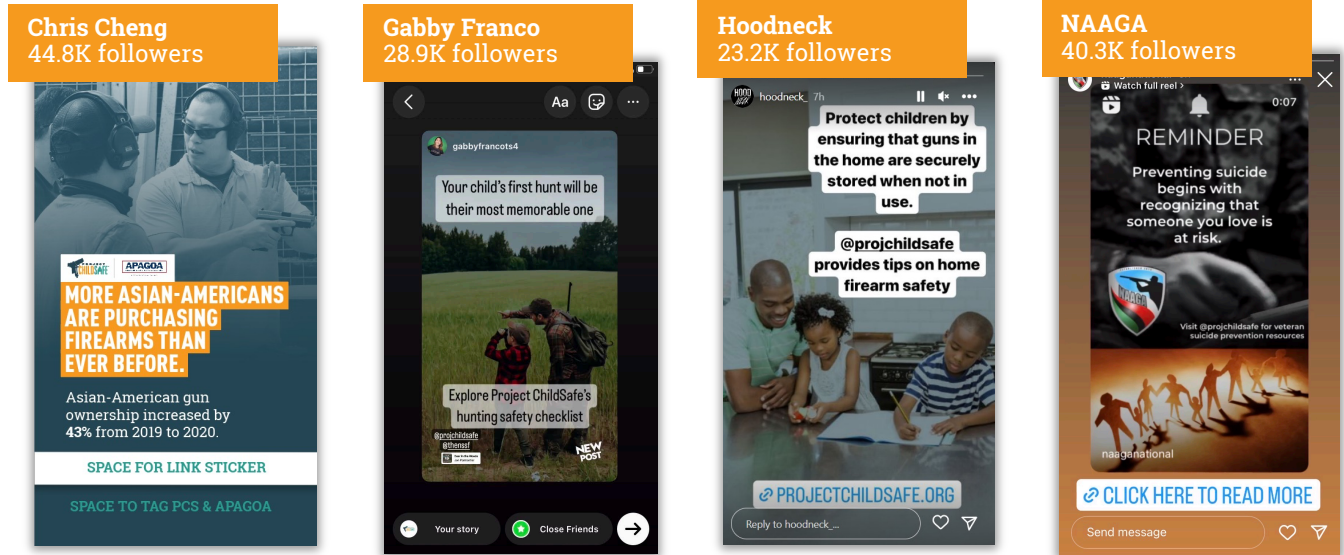 Chris Cheng
44.8K followers
PROJECT
CHILDSAFE
APAGOA
MORE ASIAN-AMERICANS
ARE PURCHASING
FIREARMS THAN
EVER BEFORE.
Asian-American gun
ownership increased by
43% from 2019 to 2020.
SPACE FOR LINK STICKER
SPACE TO TAG PCS & APAGOA
Gabby Franco
28.9K followers
Aa
gabbyfrancots4
Your child's first hunt will be
their most memorable one
Explore Project ChildSafe's
hunting safety checklist
@projchildsafe
@thenssf
NEW
POST
Your story
Close Friends
Hoodneck
23.2K followers
HOOD
NECK
hoodneck_ 7h
Protect children by
ensuring that guns in
the home are securely
stored when not in
use.
@projchildsafe
provides tips on home
firearm safety
PROJECTCHILDSAFE.ORG
Reply to hoodneck_...
NAAGA
40.3K followers
Watch full reel >
0:07
REMINDER
Preventing suicide
begins with
recognizing that
someone you love is
at risk.
NAAGA
Visit @projchildsafe for veteran
suicide prevention resources
naaganational
CLICK HERE TO READ MORE
Send message